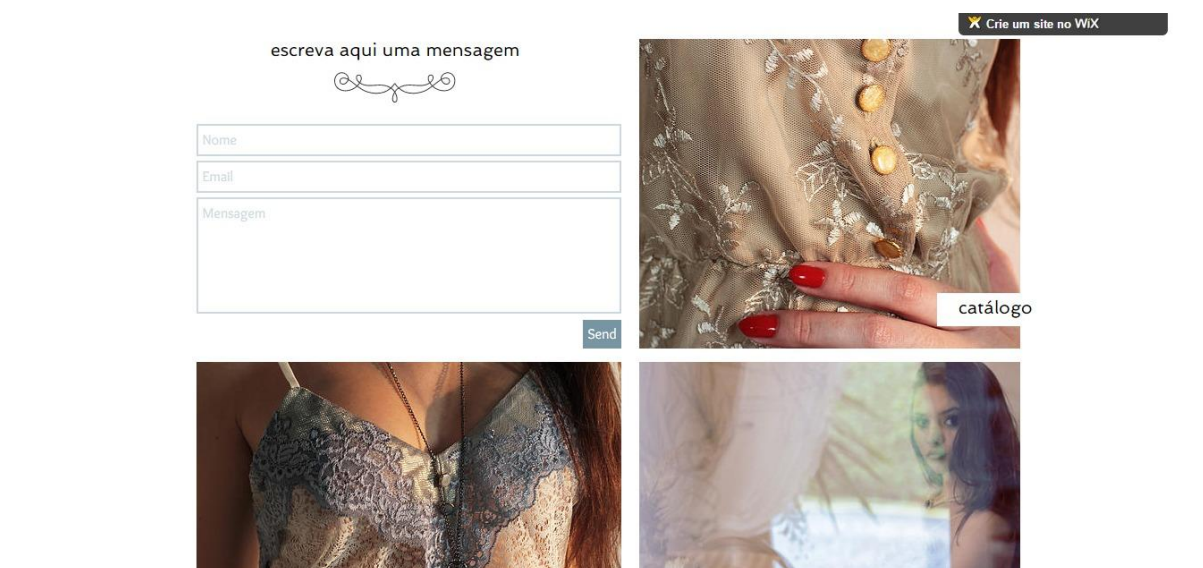 Crie um site no WiX
escreva aqui uma mensagem
Nome
Email
Mensagem
Send
catálogo